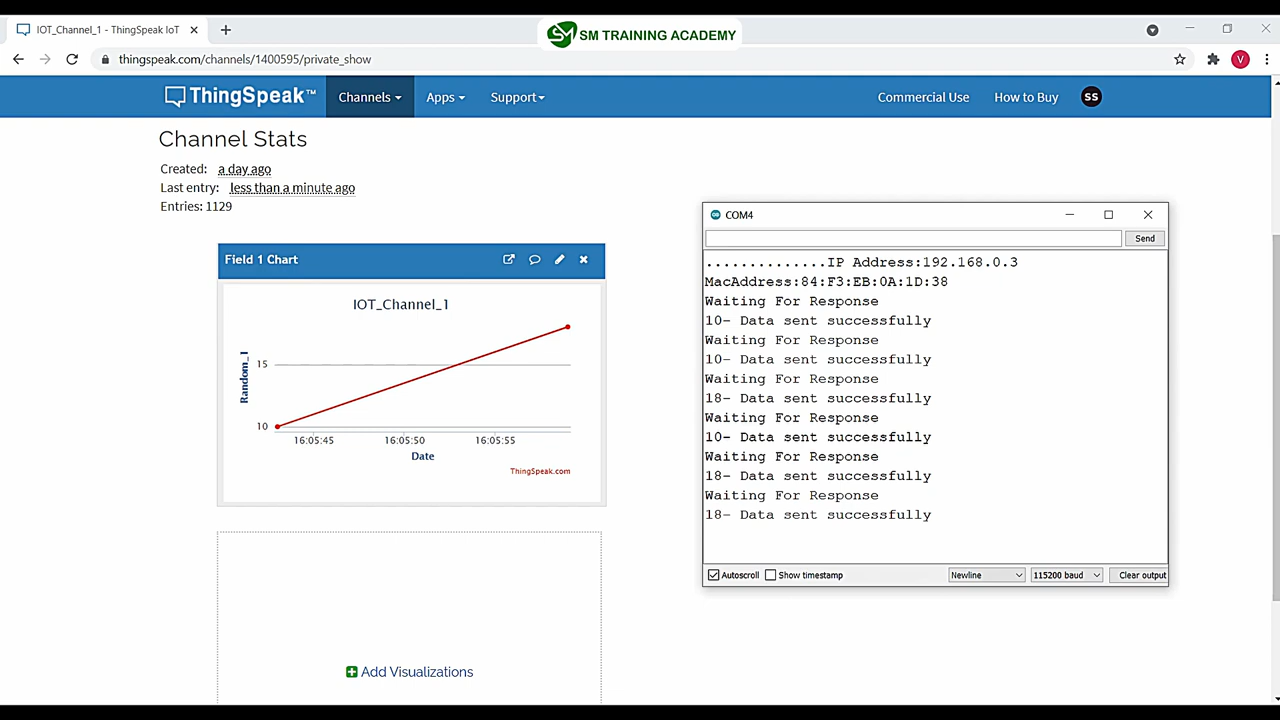 IOT_Channel_1 - ThingSpeak IoT
SM TRAINING ACADEMY
thingspeak.com/channels/1400595/private_show
V
ThingSpeak™
Channels
Apps
Support
Commercial Use
How to Buy
SS
Channel Stats
Created: a day ago
Last entry: less than a minute ago
Entries: 1129
Field 1 Chart
IOT_Channel_1
Random_1
15
10
16:05:45
16:05:50
16:05:55
Date
ThingSpeak.com
Add Visualizations
COM4
Send
..............IP Address:192.168.0.3
MacAddress:84:F3:EB:0A:1D:38
Waiting For Response
10- Data sent successfully
Waiting For Response
10- Data sent successfully
Waiting For Response
18- Data sent successfully
Waiting For Response
10- Data sent successfully
Waiting For Response
18- Data sent successfully
Waiting For Response
18- Data sent successfully
Autoscroll
Show timestamp
Newline
115200 baud
Clear output